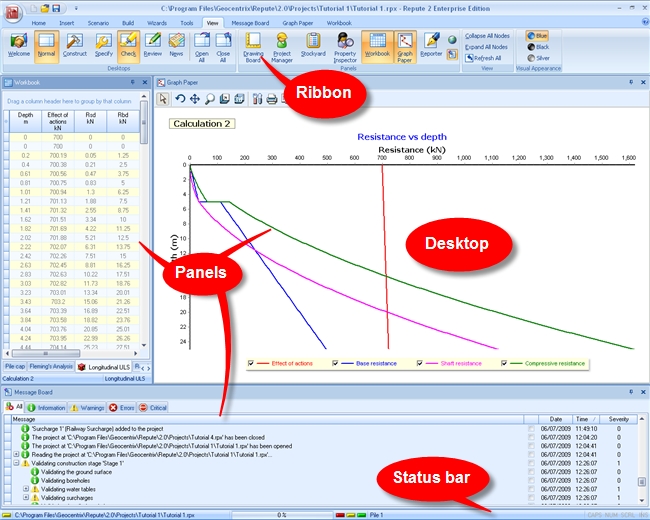 C:\Program Files\Geocentrix\Repute\2.0\Projects\Tutorial 1\Tutorial 1.rpx - Repute 2 Enterprise Edition
Home Insert Scenario Build Timeline Tools View Message Board Graph Paper Workbook
Welcome Normal Construct Specify Check Review News Open All Close All Drawing Board Project Manager Stockyard Property Inspector Workbook Graph Paper Reporter
Collapse All Nodes
Expand All Nodes
Refresh All
Blue
Black
Silver
Desktops Panels View Visual Appearance
Ribbon
Workbook
Drag a column header here to group by that column
Depth m Effect of actions kN Rsd kN Rbd kN
0 700 0 0
0 700 0 0
0.2 700.19 0.05 1.25
0.4 700.38 0.21 2.5
0.61 700.56 0.47 3.75
0.81 700.75 0.83 5
1.01 700.94 1.3 6.25
1.21 701.13 1.88 7.5
1.41 701.32 2.55 8.75
1.62 701.51 3.34 10
1.82 701.69 4.22 11.25
2.02 701.88 5.21 12.5
2.22 702.07 6.31 13.75
2.42 702.26 7.51 15
2.63 702.45 8.81 16.25
2.83 702.63 10.22 17.51
3.03 702.82 11.73 18.76
3.23 703.01 13.34 20.01
3.43 703.2 15.06 21.26
3.64 703.39 16.89 22.51
3.84 703.58 18.82 23.76
4.04 703.76 20.85 25.01
4.24 703.95 22.99 26.26
4.44 704.14 25.23 27.51
Pile cap Fleming's Analysis Longitudinal ULS
Calculation 2 Longitudinal ULS
Panels
Graph Paper
Calculation 2
Resistance vs depth
Resistance (kN)
0 100 200 300 400 500 600 700 800 900 1,000 1,100 1,200 1,300 1,400 1,500 1,600
0
2
4
6
8
10
12
14
16
18
20
22
24
(m)
Desktop
Effect of actions Base resistance Shaft resistance Compressive resistance
Message Board
All Information Warnings Errors Critical
Message Date Time Severity
'Surcharge 1' (Railway Surcharge) added to the project 06/07/2009 11:49:10 0
The project at 'C:\Program Files\Geocentrix\Repute\2.0\Projects\Tutorial 1.rpx' has been closed 06/07/2009 12:04:20 0
The project at 'C:\Program Files\Geocentrix\Repute\2.0\Projects\Tutorial 1\Tutorial 1.rpx' has been opened 06/07/2009 12:04:41 0
Reading the project at 'C:\Program Files\Geocentrix\Repute\2.0\Projects\Tutorial 1\Tutorial 1.rpx'... 06/07/2009 12:04:41 0
Validating construction stage 'Stage 1' 06/07/2009 12:26:07 1
Validating the ground surface 06/07/2009 12:26:07 0
Validating boreholes 06/07/2009 12:26:07 0
Validating water tables 06/07/2009 12:26:07 1
Validating surcharges 06/07/2009 12:26:07 1
Status bar
C:\Program Files\Geocentrix\Repute\2.0\Projects\Tutorial 1\Tutorial 1.rpx 0 % Pile 1 CAPS NUM SCRL INS